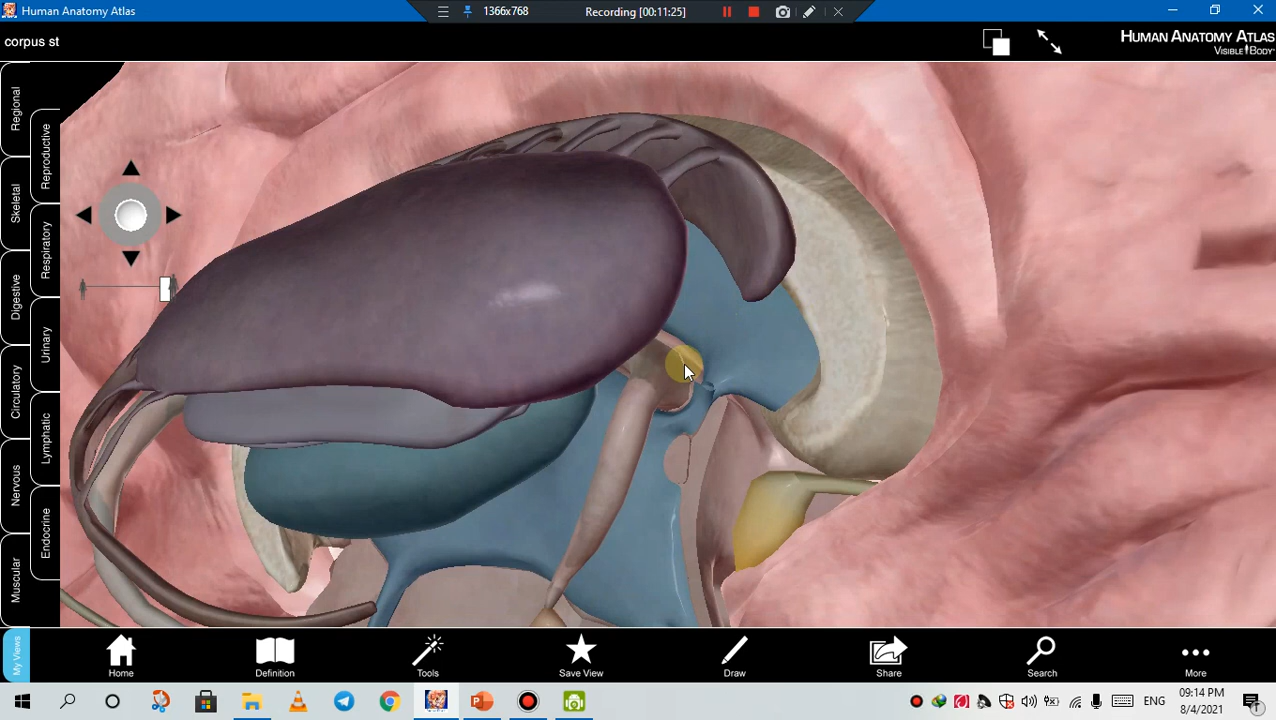 Human Anatomy Atlas
1366x768
Recording [00:11:25]
corpus st
HUMAN ANATOMY ATLAS
VISIBLE BODY
Regional
Skeletal
Digestive
Circulatory
Nervous
Muscular
Reproductive
Respiratory
Urinary
Lymphatic
Endocrine
My Views
Home
Definition
Tools
Save View
Draw
Share
Search
More
ENG
09:14 PM
8/4/2021